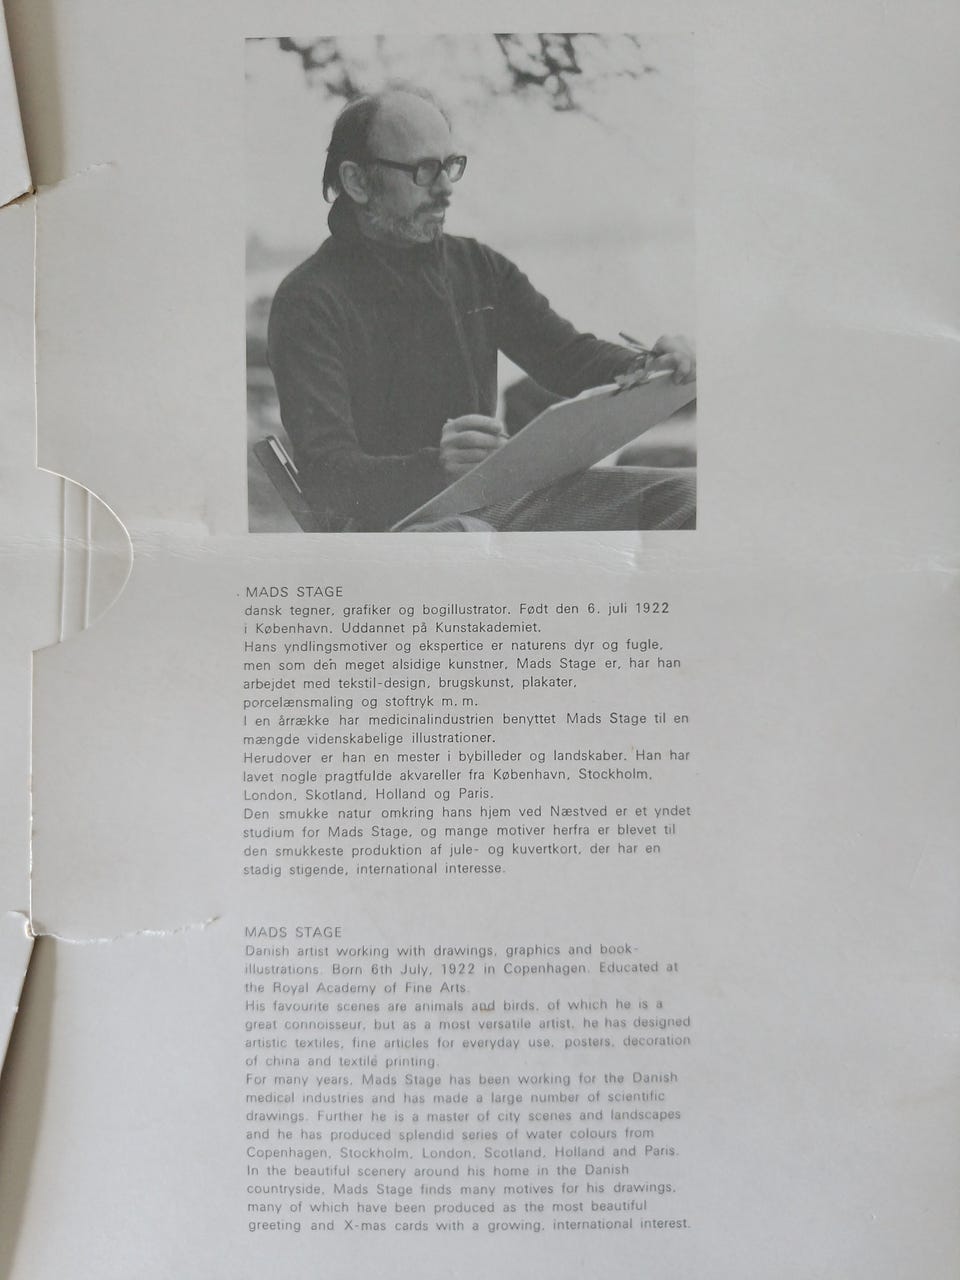 MADS STAGE
dansk tegner, grafiker og bogillustrator. Født den 6. juli 1922
i København. Uddannet på Kunstakademiet.
Hans yndlingsmotiver og ekspertice er naturens dyr og fugle,
men som den meget alsidige kunstner, Mads Stage er, har han
arbejdet med tekstil-design, brugskunst, plakater,
porcelænsmaling og stoftryk m. m.
I en årrække har medicinalindustrien benyttet Mads Stage til en
mængde videnskabelige illustrationer.
Herudover er han en mester i bybilleder og landskaber. Han har
lavet nogle pragtfulde akvareller fra København, Stockholm,
London, Skotland, Holland og Paris.
Den smukke natur omkring hans hjem ved Næstved er et yndet
studium for Mads Stage, og mange motiver herfra er blevet til
den smukkeste produktion af jule- og kuvertkort, der har en
stadig stigende, international interesse.
MADS STAGE
Danish artist working with drawings, graphics and book-
illustrations. Born 6th July, 1922 in Copenhagen. Educated at
the Royal Academy of Fine Arts.
His favourite scenes are animals and birds, of which he is a
great connoisseur, but as a most versatile artist, he has designed
artistic textiles, fine articles for everyday use, posters, decoration
of china and textile printing.
For many years, Mads Stage has been working for the Danish
medical industries and has made a large number of scientific
drawings. Further he is a master of city scenes and landscapes
and he has produced splendid series of water colours from
Copenhagen, Stockholm, London, Scotland, Holland and Paris.
In the beautiful scenery around his home in the Danish
countryside, Mads Stage finds many motives for his drawings,
many of which have been produced as the most beautiful
greeting and X-mas cards with a growing, international interest.